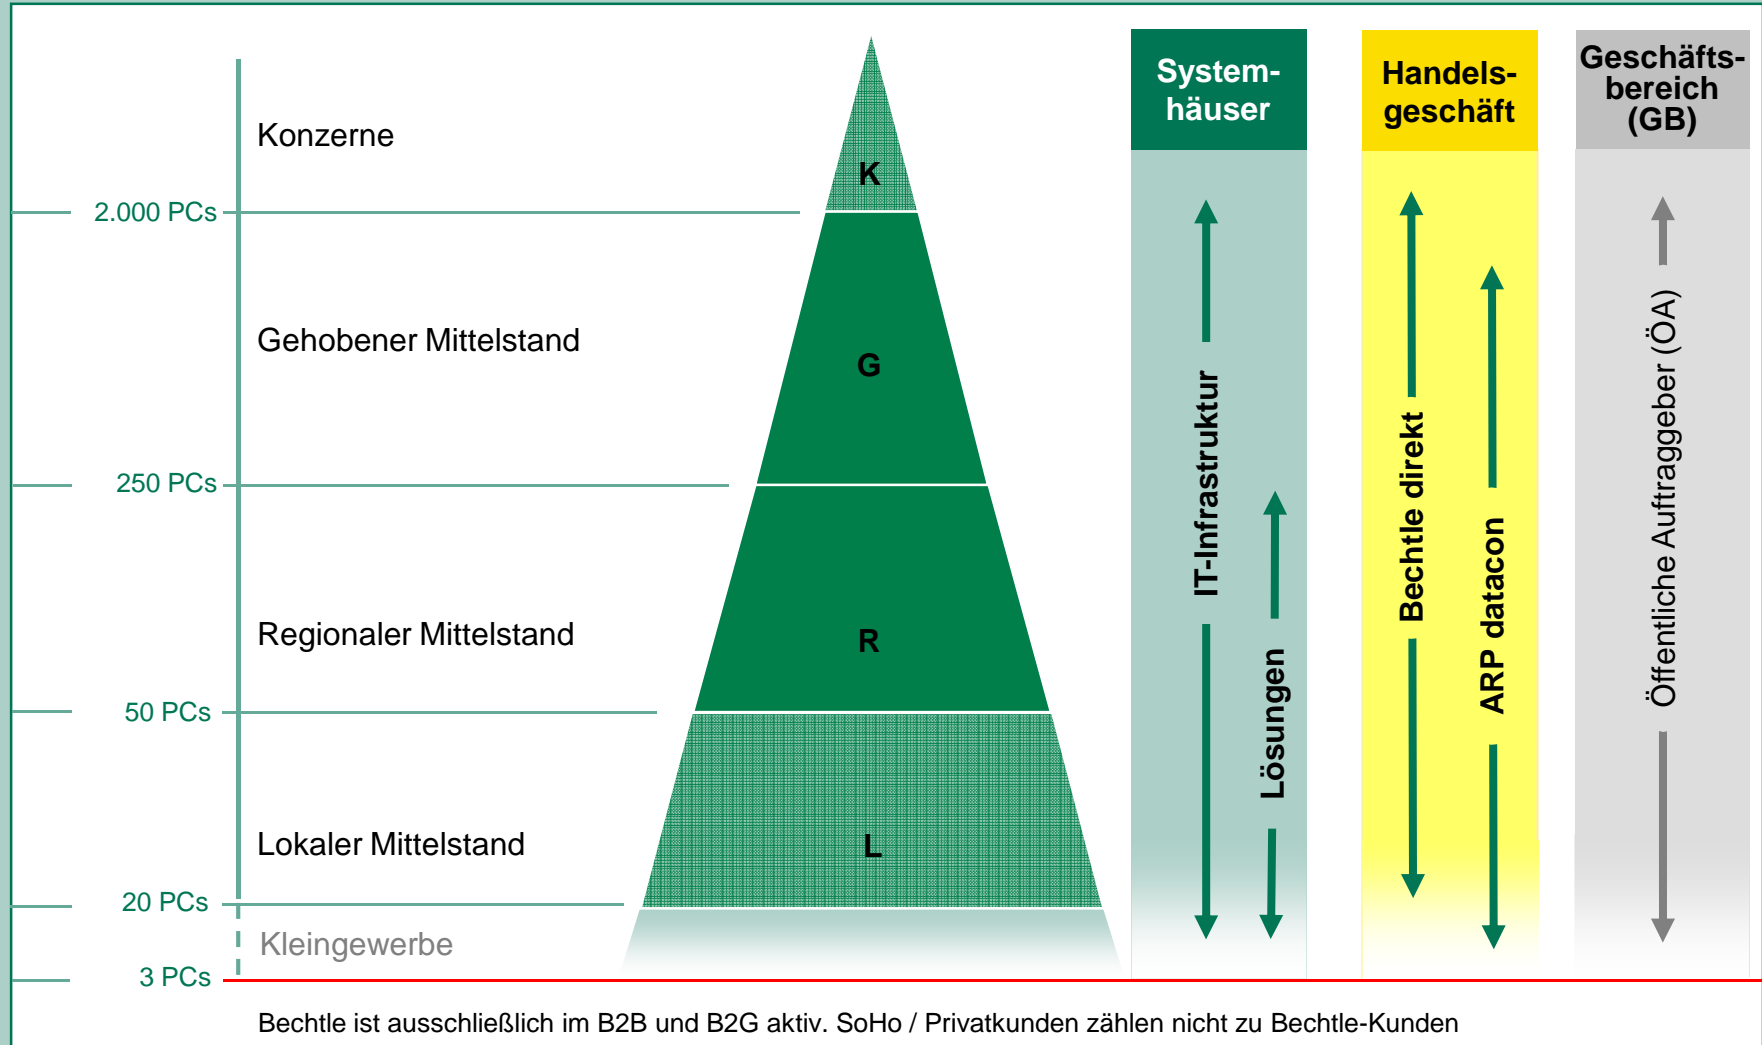 System-
häuser
Handels-
geschäft
Geschäfts-
bereich
(GB)
Konzerne
K
2.000 PCs
Gehobener Mittelstand
G
250 PCs
Regionaler Mittelstand
R
50 PCs
Lokaler Mittelstand
L
20 PCs
Kleingewerbe
3 PCs
IT-Infrastruktur
Lösungen
Bechtle direkt
ARP datacon
Öffentliche Auftraggeber (ÖA)
Bechtle ist ausschließlich im B2B und B2G aktiv. SoHo / Privatkunden zählen nicht zu Bechtle-Kunden